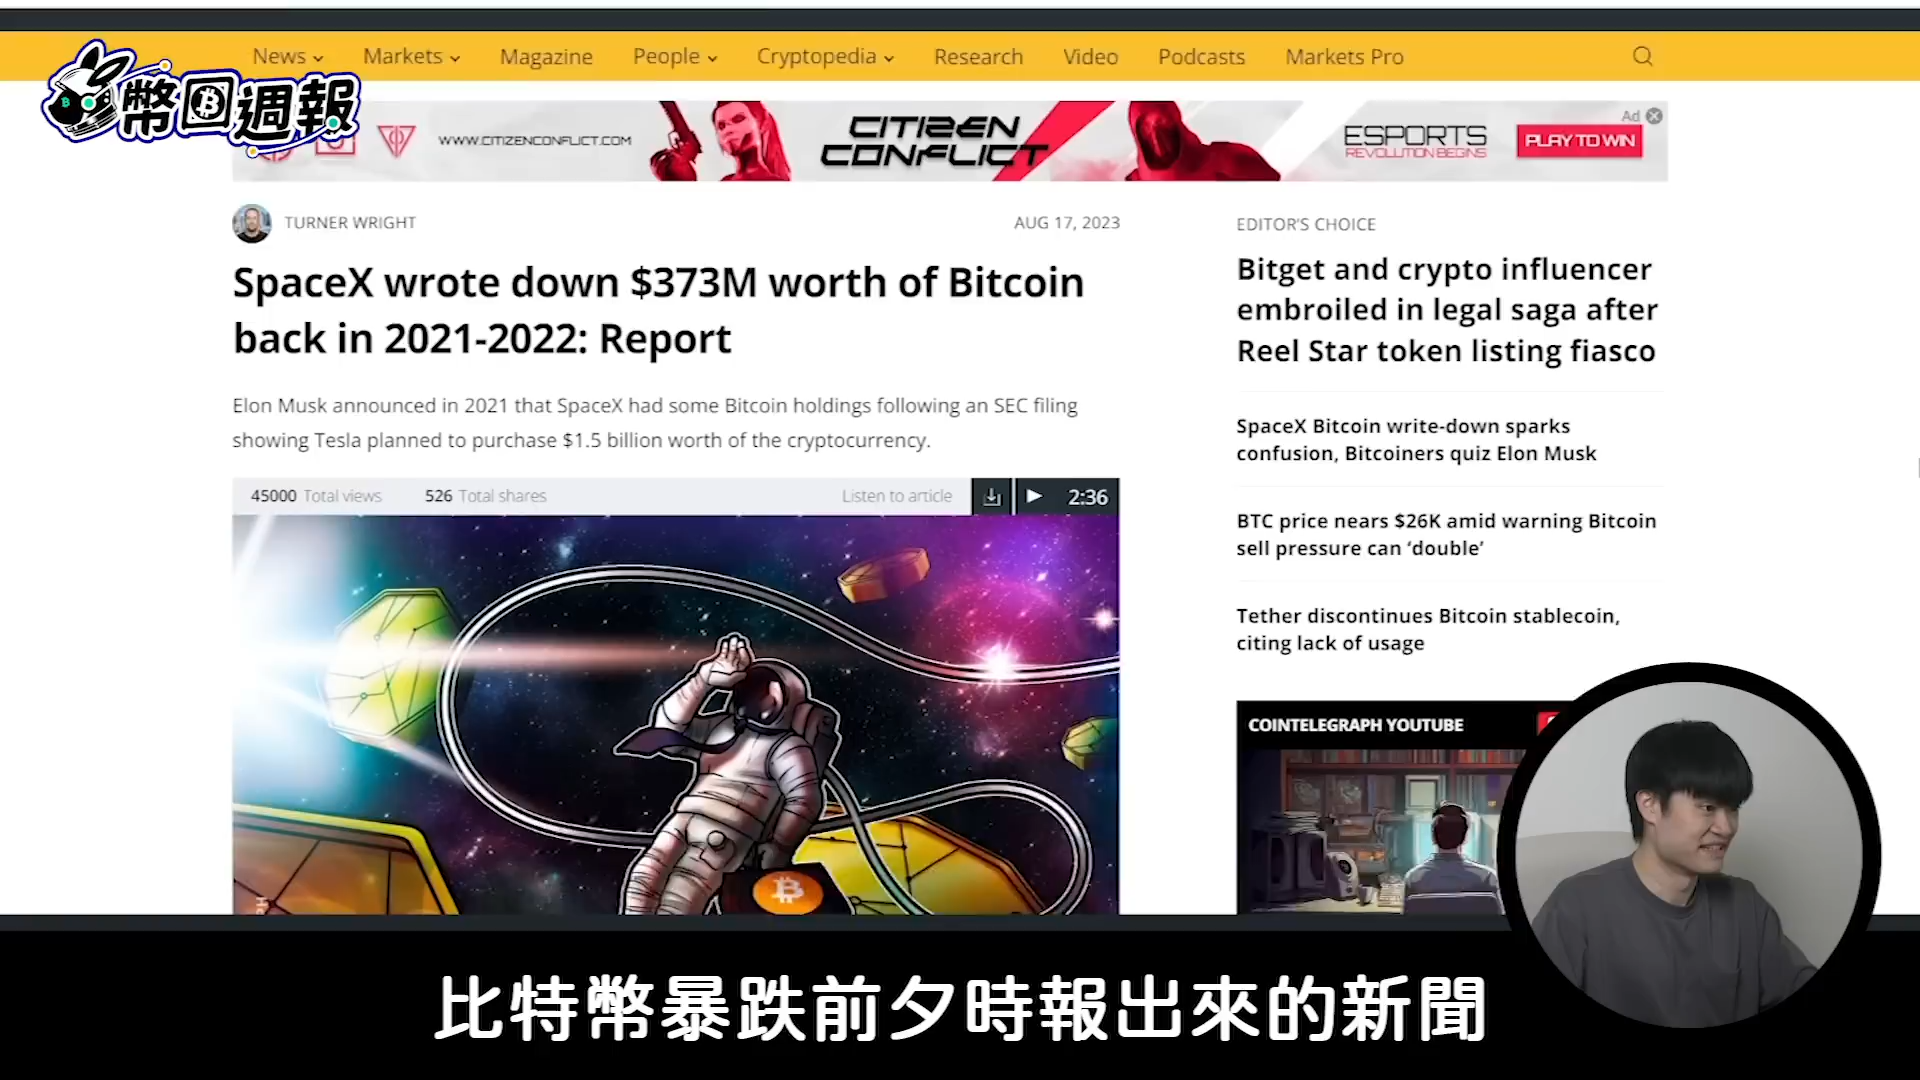 News
Markets
Magazine
People
Cryptopedia
Research
Video
Podcasts
Markets Pro
幣圈週報
WWW.CITIZENCONFLICT.COM
CITIZEN
CONFLICT
ESPORTS
REVOLUTION BEGINS
PLAY TO WIN
Ad
TURNER WRIGHT
AUG 17, 2023
SpaceX wrote down $373M worth of Bitcoin
back in 2021-2022: Report
Elon Musk announced in 2021 that SpaceX had some Bitcoin holdings following an SEC filing
showing Tesla planned to purchase $1.5 billion worth of the cryptocurrency.
45000 Total views
526 Total shares
Listen to article
2:36
EDITOR'S CHOICE
Bitget and crypto influencer
embroiled in legal saga after
Reel Star token listing fiasco
SpaceX Bitcoin write-down sparks
confusion, Bitcoiners quiz Elon Musk
BTC price nears $26K amid warning Bitcoin
sell pressure can ‘double’
Tether discontinues Bitcoin stablecoin,
citing lack of usage
COINTELEGRAPH YOUTUBE
比特幣暴跌前夕時報出來的新聞